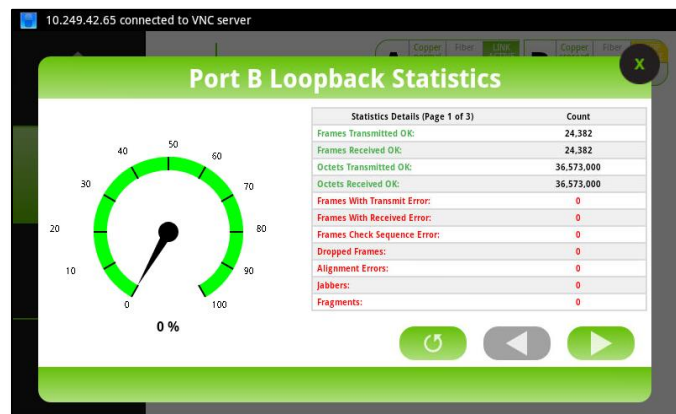 10.249.42.65 connected to VNC server
Copper Fiber LINK Copper Fiber
Port B Loopback Statistics
X
Statistics Details (Page 1 of 3) Count
Frames Transmitted OK: 24,382
Frames Received OK: 24,382
Octets Transmitted OK: 36,573,000
Octets Received OK: 36,573,000
Frames With Transmit Error: 0
Frames With Received Error: 0
Frames Check Sequence Error: 0
Dropped Frames: 0
Alignment Errors: 0
Jabbers: 0
Fragments: 0
50
40 60
30 70
20 80
10 90
0 100
0 %